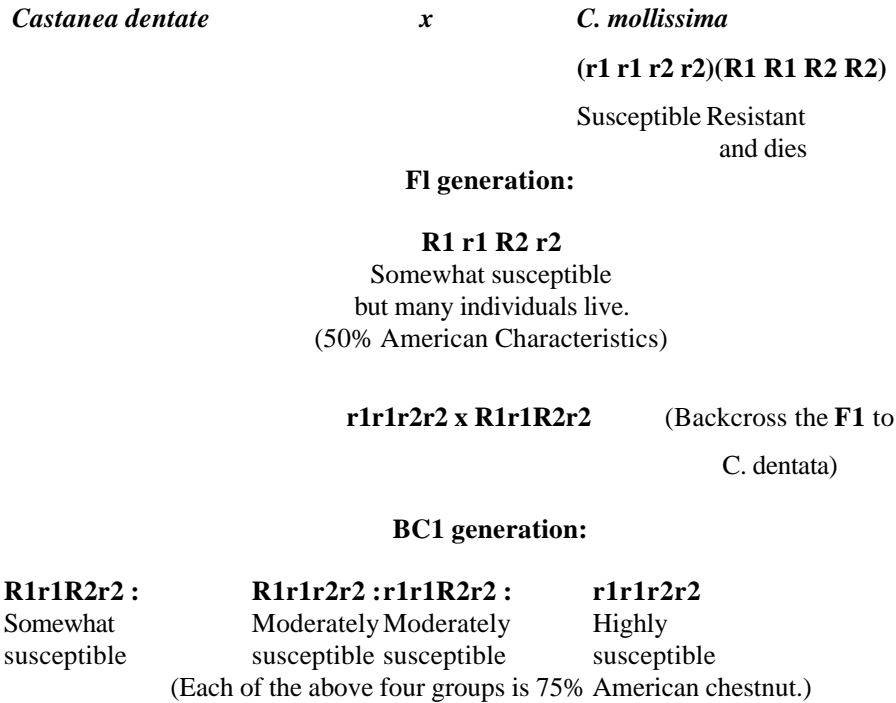 Castanea dentate x C. mollissima
(r1 r1 r2 r2)(R1 R1 R2 R2)
Susceptible Resistant
and dies
Fl generation:
R1 r1 R2 r2
Somewhat susceptible
but many individuals live.
(50% American Characteristics)
r1r1r2r2 x R1r1R2r2 (Backcross the F1 to
C. dentata)
BC1 generation:
R1r1R2r2 : R1r1r2r2 : r1r1R2r2 : r1r1r2r2
Somewhat Moderately Moderately Highly
susceptible susceptible susceptible susceptible
(Each of the above four groups is 75% American chestnut.)